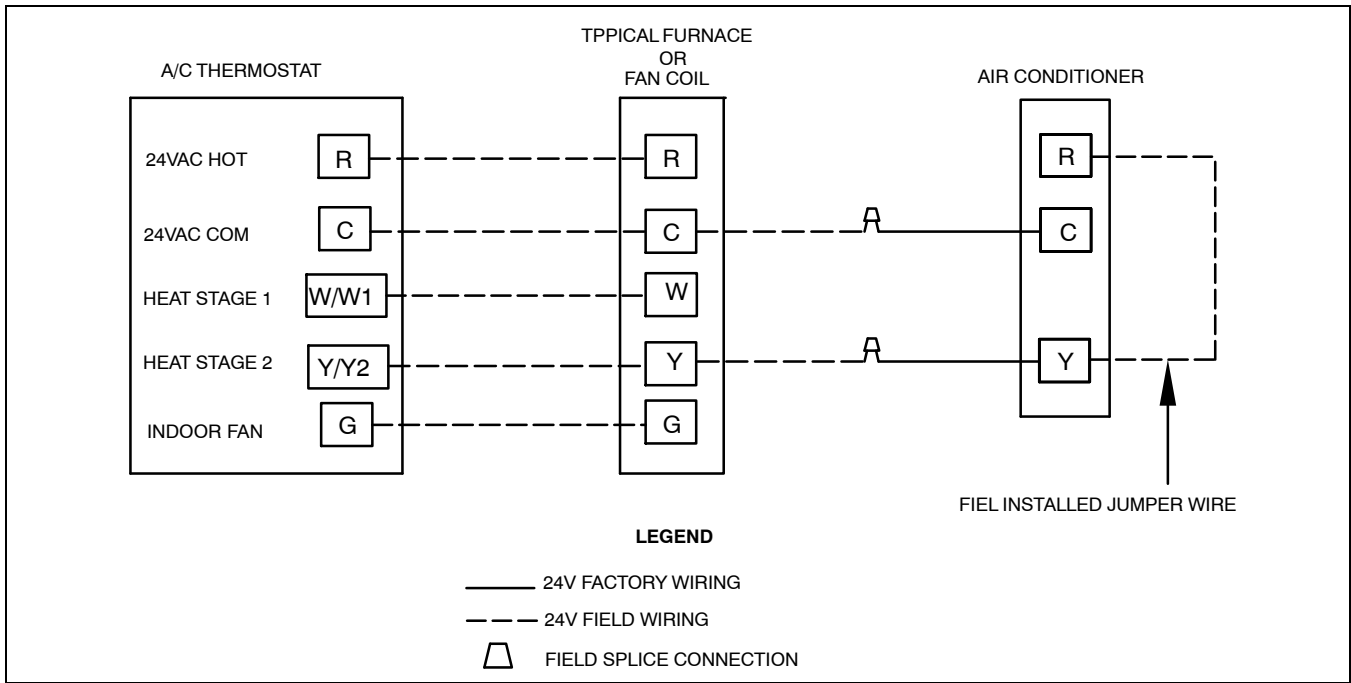 TPPICAL FURNACE
OR
FAN COIL
A/C THERMOSTAT
AIR CONDITIONER
24VAC HOT R R R
24VAC COM C C C
HEAT STAGE 1 W/W1 W
HEAT STAGE 2 Y/Y2 Y Y
INDOOR FAN G G
FIEL INSTALLED JUMPER WIRE
LEGEND
24V FACTORY WIRING
24V FIELD WIRING
FIELD SPLICE CONNECTION